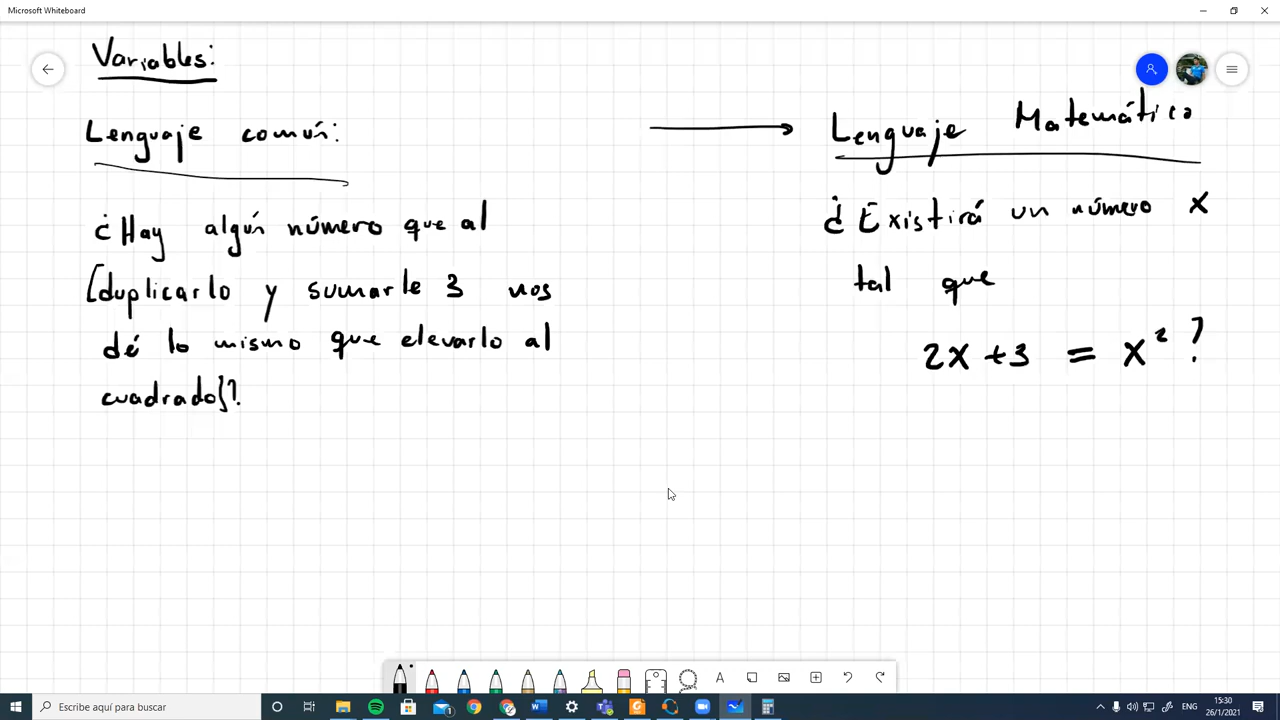 Microsoft Whiteboard
Variables:
Lenguaje común:
¿Hay algún número que al
[duplicarlo y sumarle 3 nos
dé lo mismo que elevarlo al
cuadrado]?
Lenguaje Matemático
¿Existirá un número x
tal que
2x+3 = x²?
Escribe aquí para buscar
ENG
15:30
26/1/2021